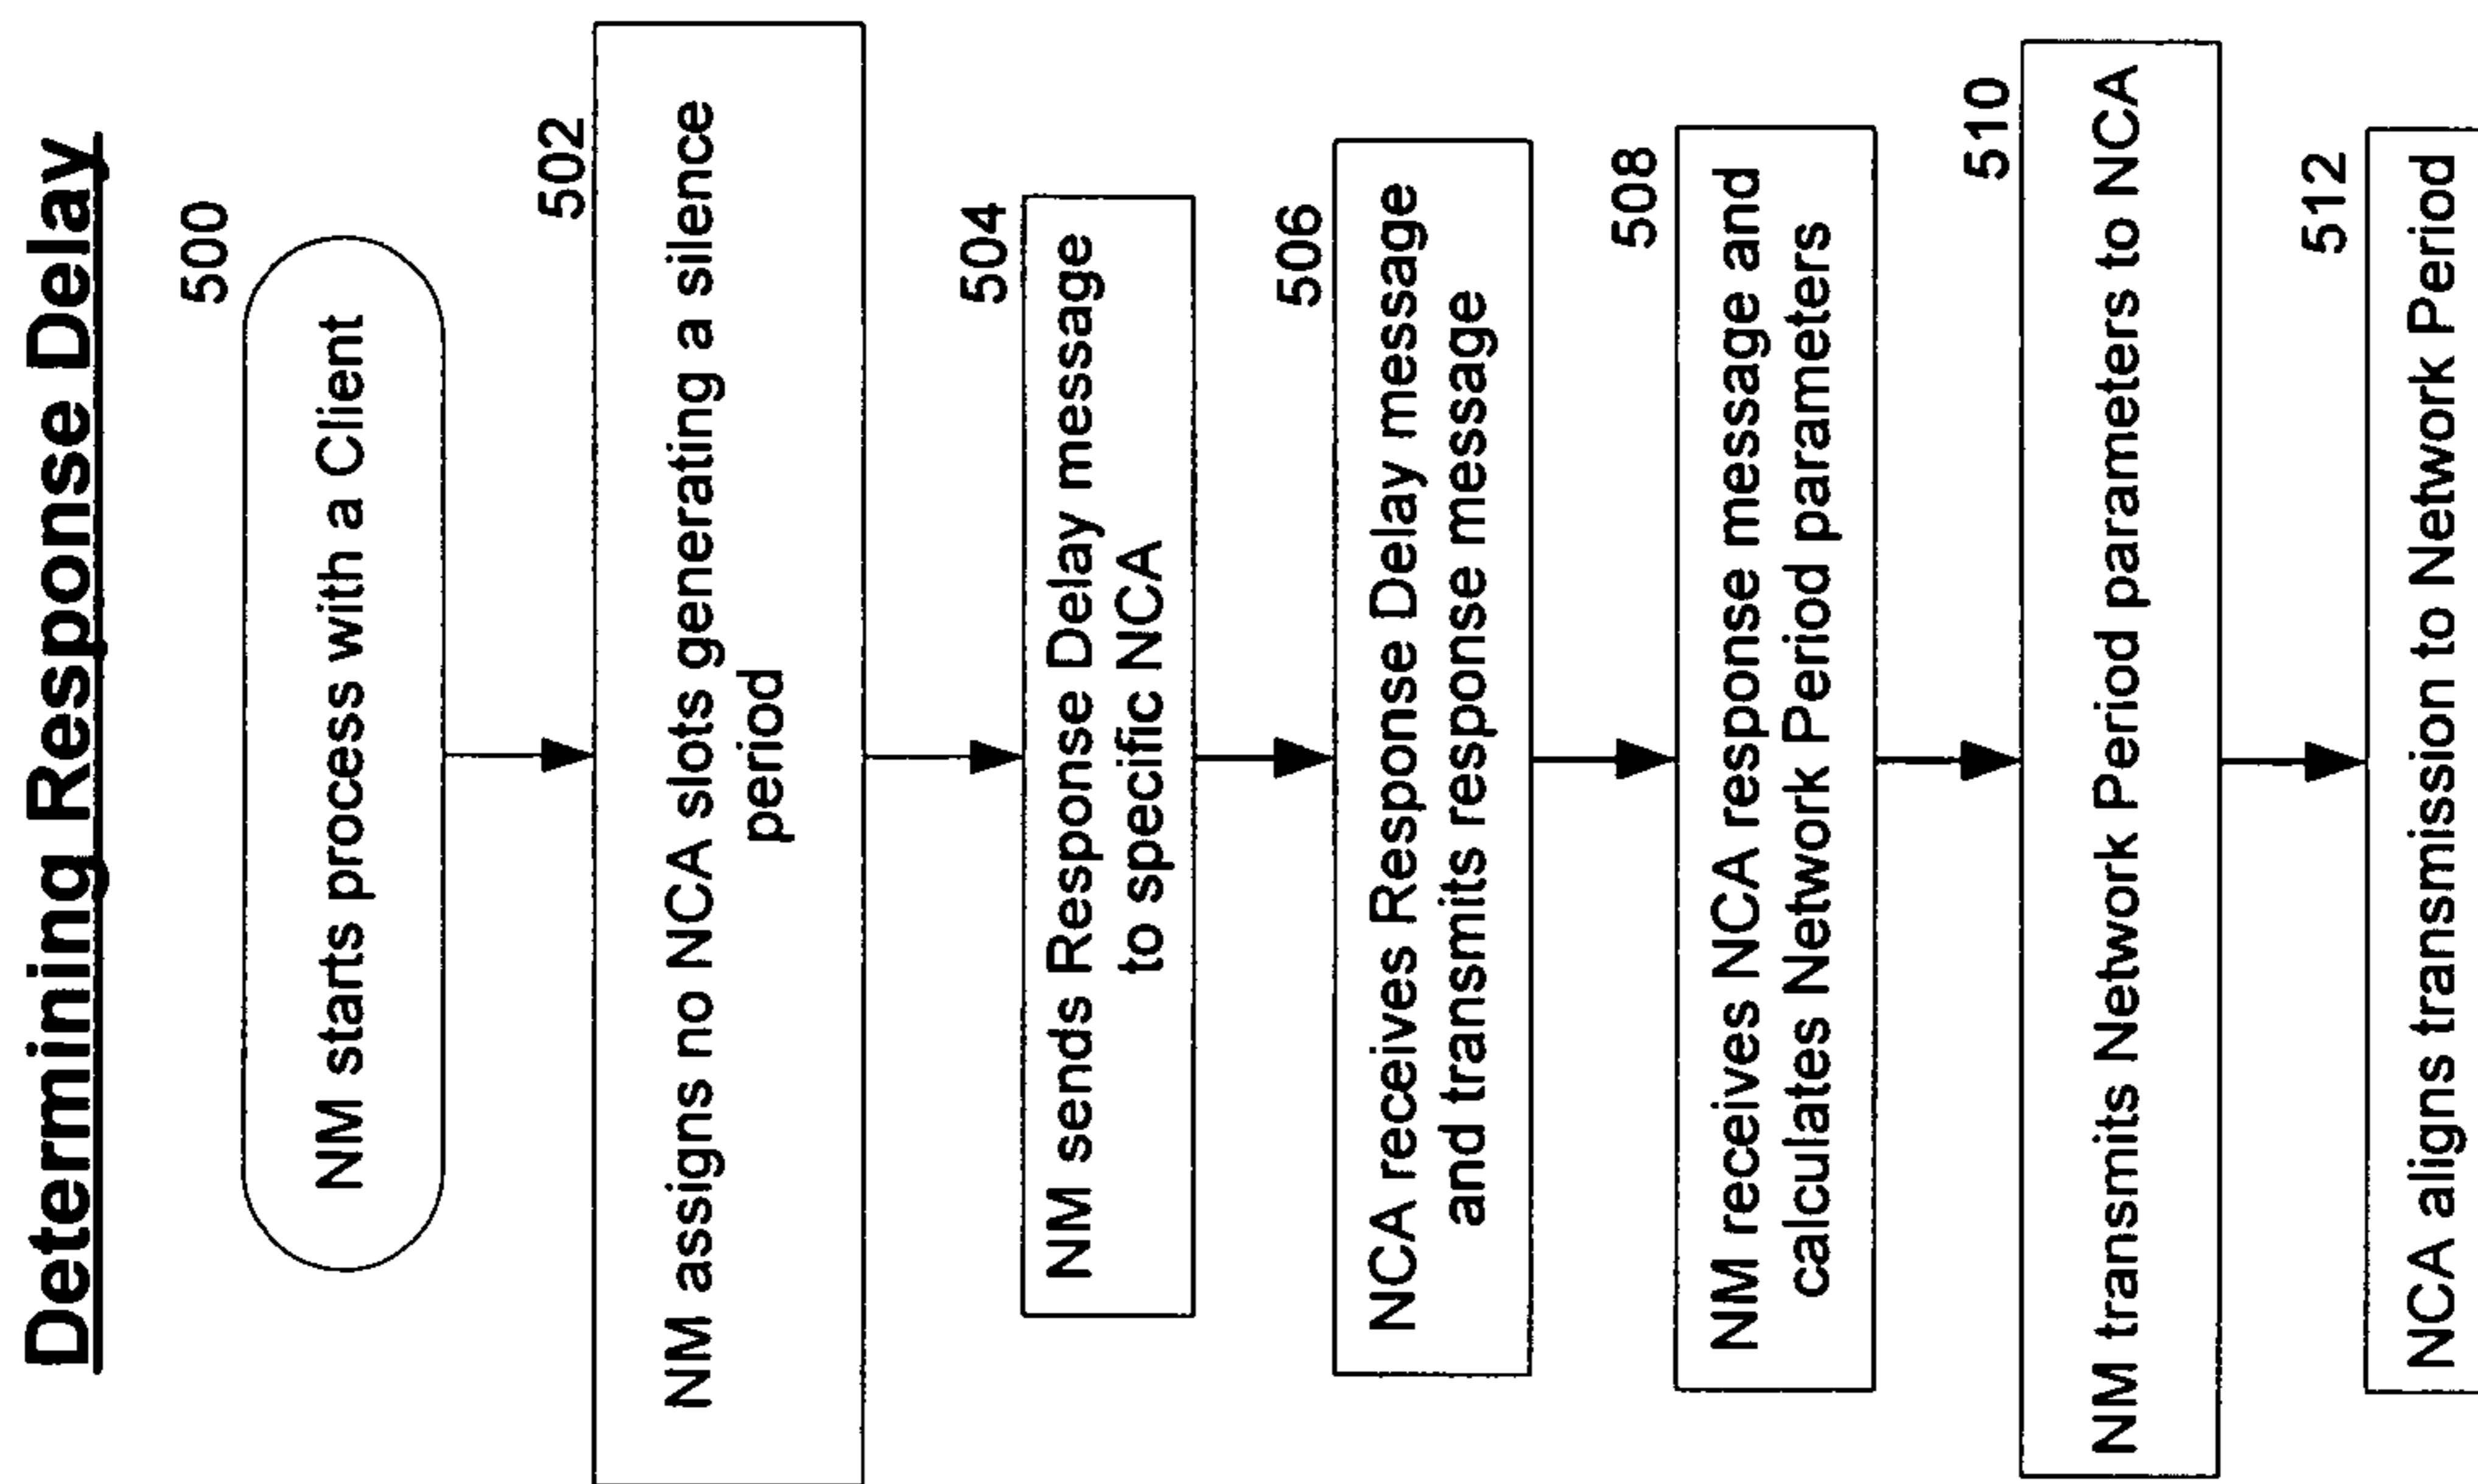 Determining Response Delay
500
NM starts process with a Client
502
NM assigns no NCA slots generating a silence
period
504
NM sends Response Delay message
to specific NCA
506
NCA receives Response Delay message
and transmits response message
508
NM receives NCA response message and
calculates Network Period parameters
510
NM transmits Network Period parameters to NCA
512
NCA aligns transmission to Network Period